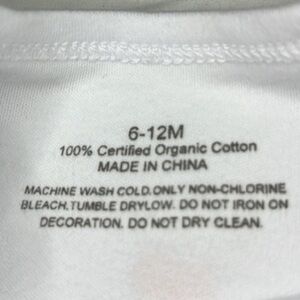 6-12M
100% Certified Organic Cotton
MADE IN CHINA
MACHINE WASH COLD.ONLY NON-CHLORINE
BLEACH.TUMBLE DRYLOW. DO NOT IRON ON
DECORATION. DO NOT DRY CLEAN.